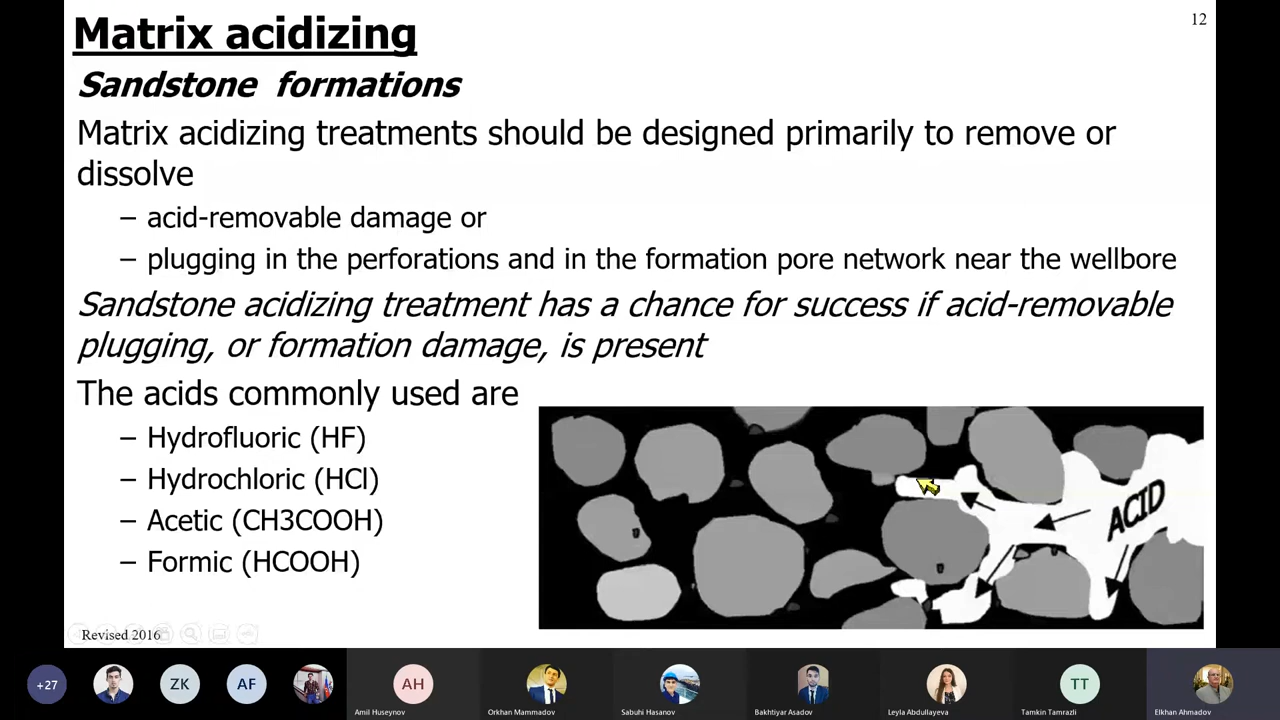 12
Matrix acidizing
Sandstone formations
Matrix acidizing treatments should be designed primarily to remove or
dissolve
– acid-removable damage or
– plugging in the perforations and in the formation pore network near the wellbore
Sandstone acidizing treatment has a chance for success if acid-removable
plugging, or formation damage, is present
The acids commonly used are
– Hydrofluoric (HF)
– Hydrochloric (HCl)
– Acetic (CH3COOH)
– Formic (HCOOH)
ACID
Revised 2016
+27
ZK
AF
AH
TT
Amil Huseynov
Orkhan Mammadov
Sabuhi Hasanov
Bakhtiyar Asadov
Leyla Abdullayeva
Tamkin Tamrazli
Elkhan Ahmadov